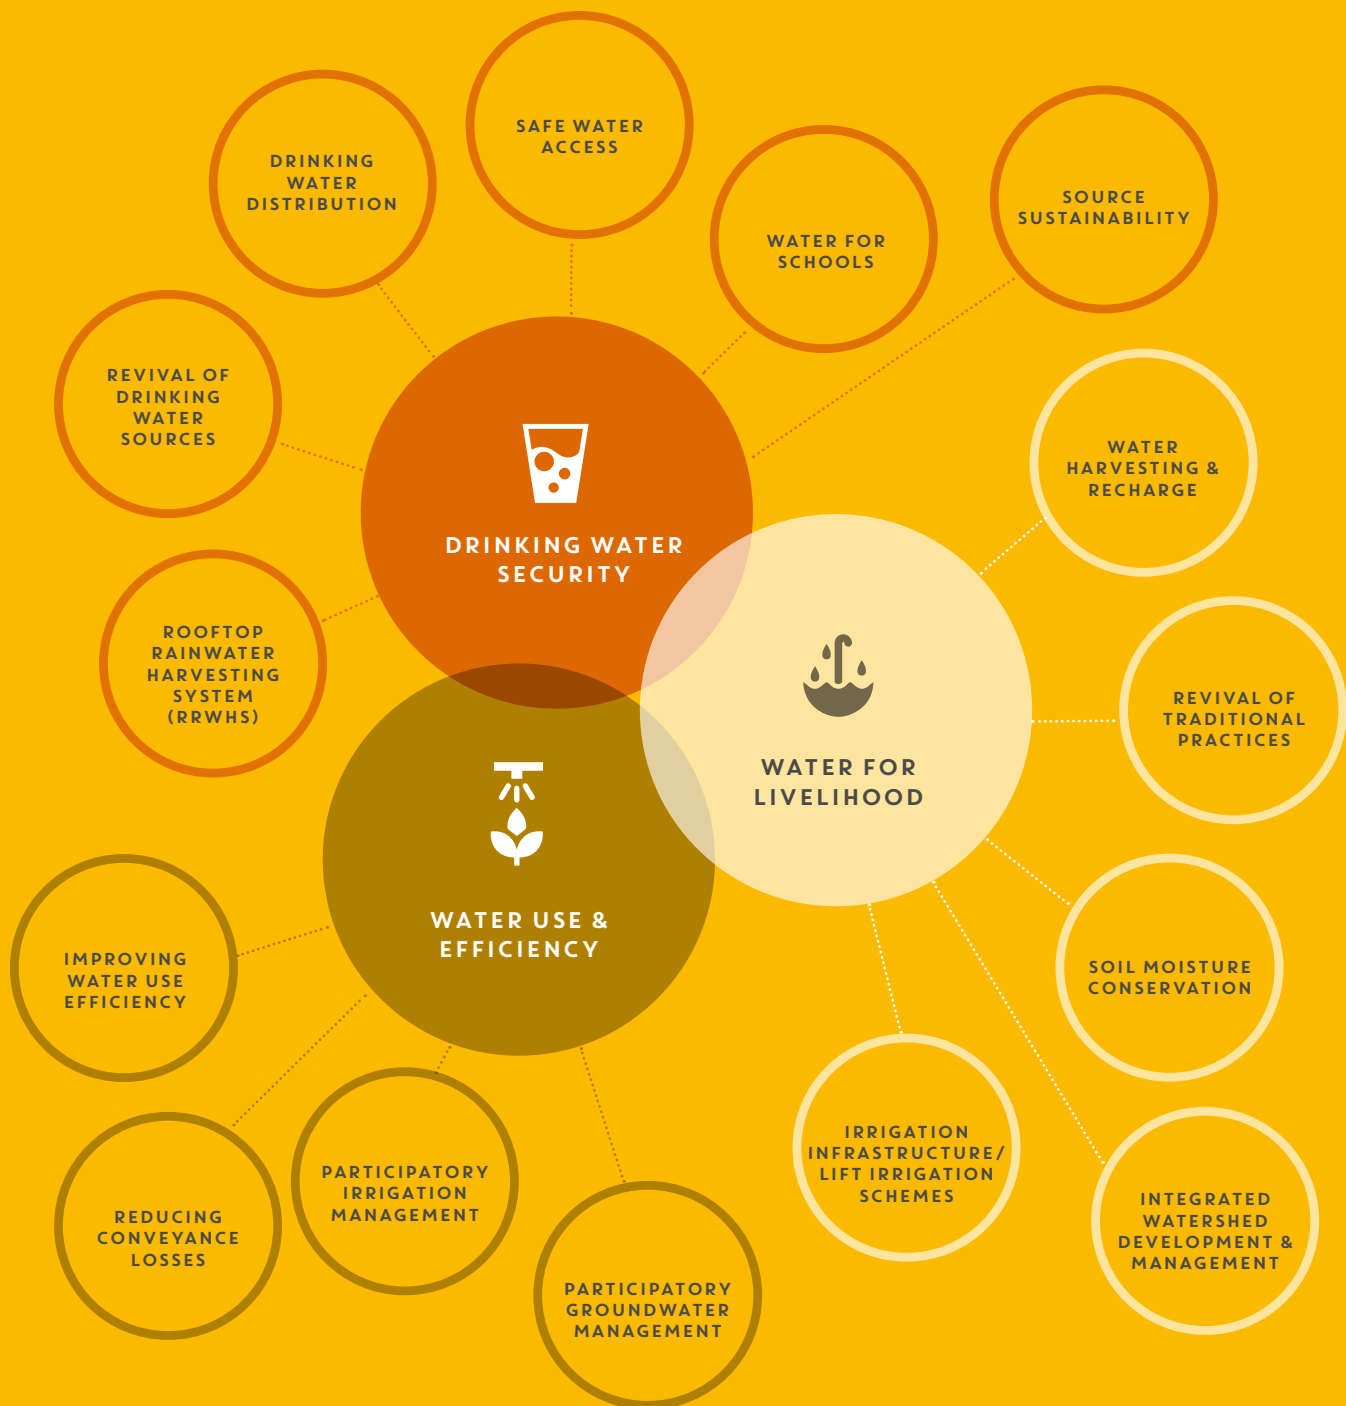 SAFE WATER
ACCESS
DRINKING
WATER
DISTRIBUTION
WATER FOR
SCHOOLS
SOURCE
SUSTAINABILITY
REVIVAL OF
DRINKING
WATER
SOURCES
WATER
HARVESTING &
RECHARGE
DRINKING WATER
SECURITY
ROOFTOP
RAINWATER
HARVESTING
SYSTEM
(RRWHS)
REVIVAL OF
TRADITIONAL
PRACTICES
WATER FOR
LIVELIHOOD
WATER USE &
EFFICIENCY
IMPROVING
WATER USE
EFFICIENCY
SOIL MOISTURE
CONSERVATION
IRRIGATION
INFRASTRUCTURE/
LIFT IRRIGATION
SCHEMES
PARTICIPATORY
IRRIGATION
MANAGEMENT
INTEGRATED
WATERSHED
DEVELOPMENT &
MANAGEMENT
REDUCING
CONVEYANCE
LOSSES
PARTICIPATORY
GROUNDWATER
MANAGEMENT